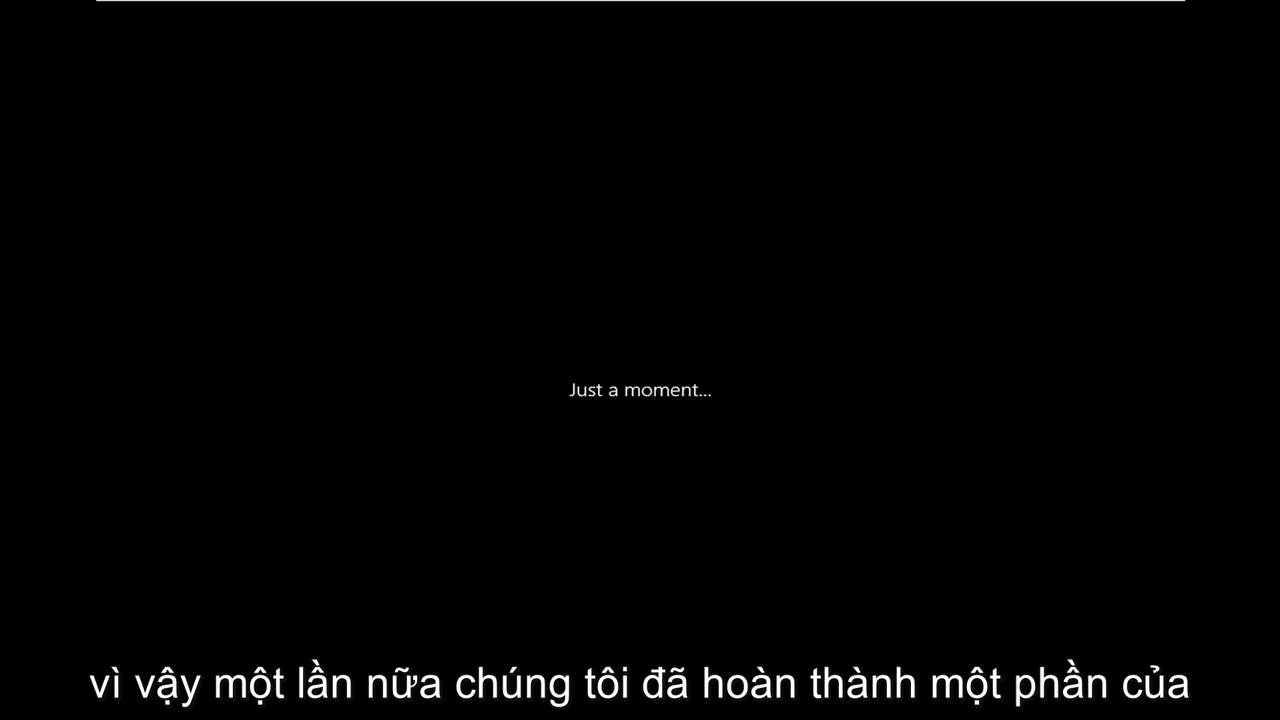 Just a moment...
vì vậy một lần nữa chúng tôi đã hoàn thành một phần của